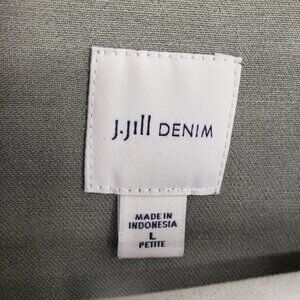 J.Jill DENIM
MADE IN
INDONESIA
L
PETITE